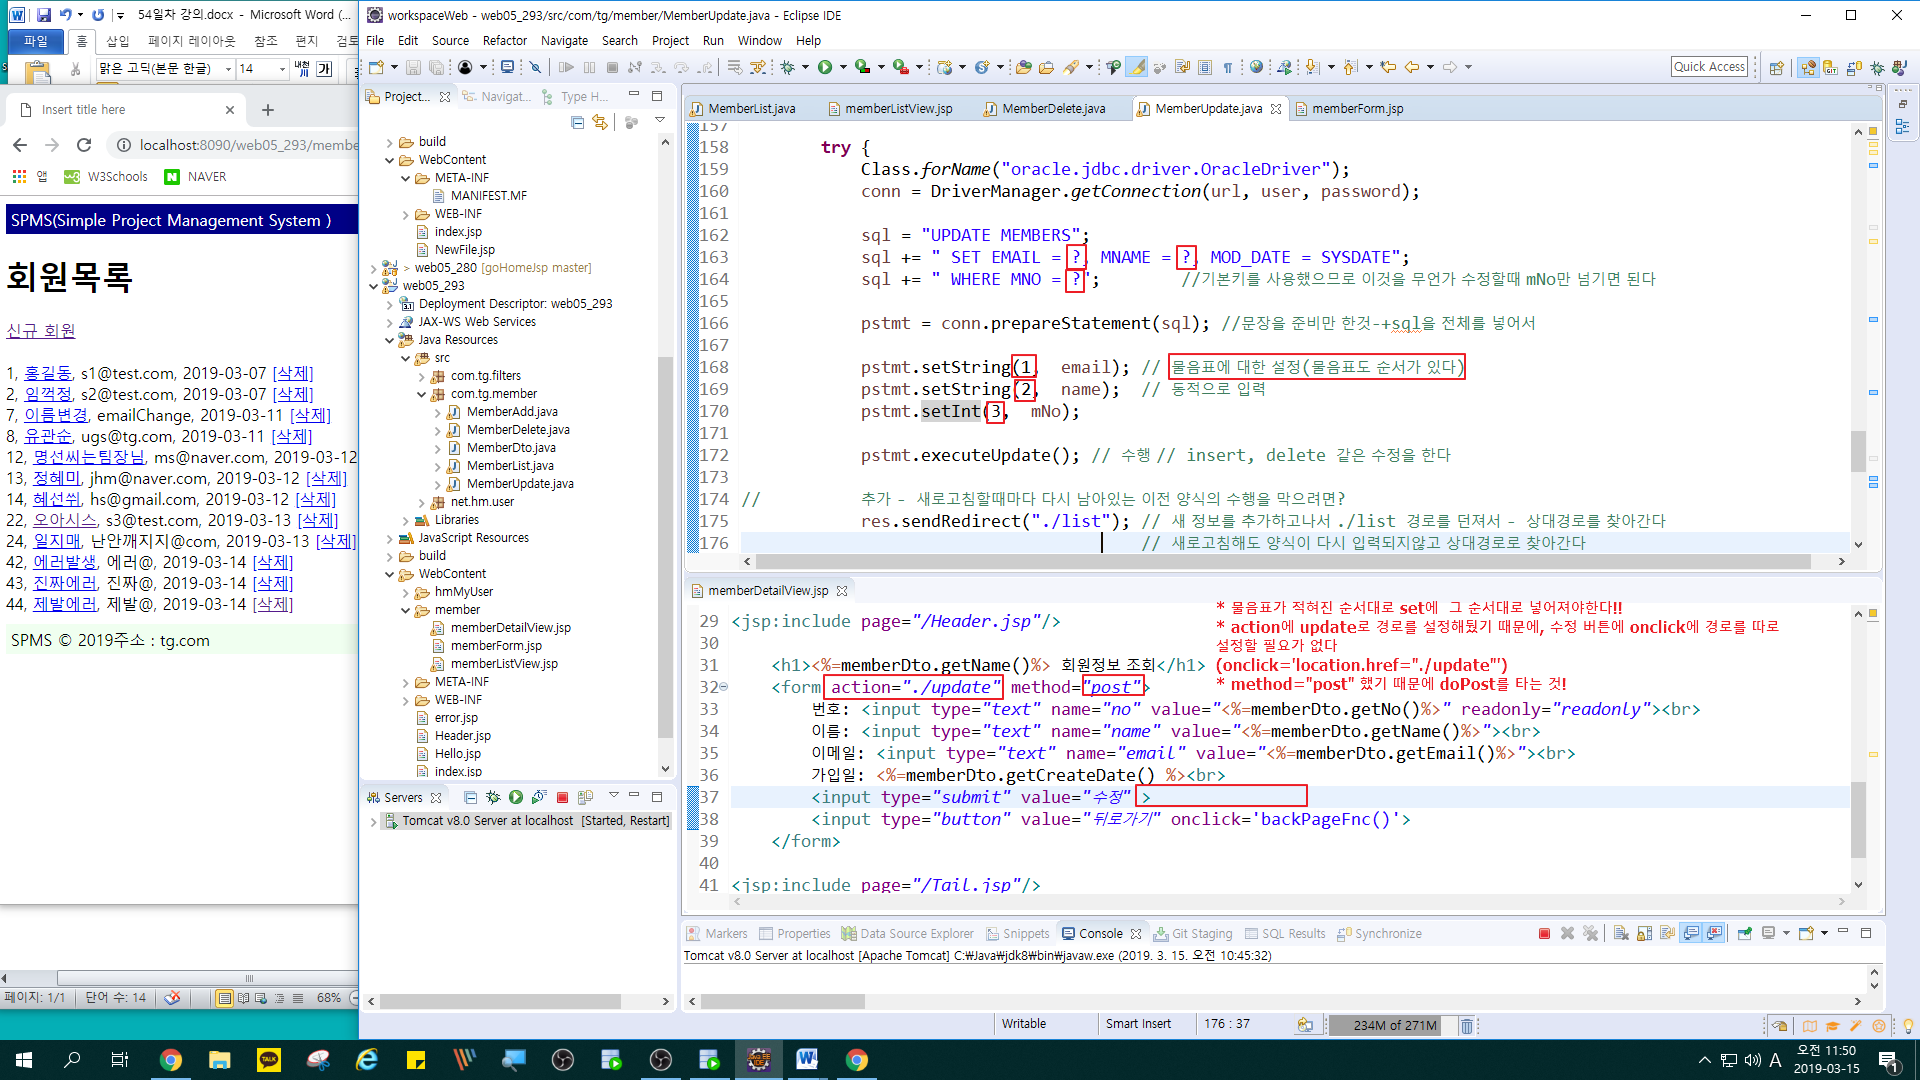 54일차 강의.docx - Microsoft Word (...
파일 홈 삽입 페이지 레이아웃 참조 편지 검토
맑은 고딕(본문 한글) 14 내천 가
Insert title here
localhost:8090/web05_293/membe
앱 W3Schools NAVER
SPMS(Simple Project Management System )
회원목록
신규 회원
1, 홍길동, s1@test.com, 2019-03-07 [삭제]
2, 임꺽정, s2@test.com, 2019-03-07 [삭제]
7, 이름변경, emailChange, 2019-03-11 [삭제]
8, 유관순, ugs@tg.com, 2019-03-11 [삭제]
12, 명선씨는팀장님, ms@naver.com, 2019-03-12
13, 정혜미, jhm@naver.com, 2019-03-12 [삭제]
14, 혜선쒸, hs@gmail.com, 2019-03-12 [삭제]
22, 오아시스, s3@test.com, 2019-03-13 [삭제]
24, 일지매, 난안깨지지@com, 2019-03-13 [삭제]
42, 에러발생, 에러@, 2019-03-14 [삭제]
43, 진짜에러, 진짜@, 2019-03-14 [삭제]
44, 제발에러, 제발@, 2019-03-14 [삭제]
SPMS © 2019주소 : tg.com
페이지: 1/1 단어 수: 14 68%
workspaceWeb - web05_293/src/com/tg/member/MemberUpdate.java - Eclipse IDE
File Edit Source Refactor Navigate Search Project Run Window Help
Quick Access
Project... Navigat... Type H...
build
WebContent
META-INF
MANIFEST.MF
WEB-INF
index.jsp
NewFile.jsp
> web05_280 [goHomeJsp master]
web05_293
Deployment Descriptor: web05_293
JAX-WS Web Services
Java Resources
src
com.tg.filters
com.tg.member
MemberAdd.java
MemberDelete.java
MemberDto.java
MemberList.java
MemberUpdate.java
net.hm.user
Libraries
JavaScript Resources
build
WebContent
hmMyUser
member
memberDetailView.jsp
memberForm.jsp
memberListView.jsp
META-INF
WEB-INF
error.jsp
Header.jsp
Hello.jsp
index.jsp
Servers
Tomcat v8.0 Server at localhost [Started, Restart]
MemberList.java memberListView.jsp MemberDelete.java MemberUpdate.java memberForm.jsp
157
158 try {
159 Class.forName("oracle.jdbc.driver.OracleDriver");
160 conn = DriverManager.getConnection(url, user, password);
161
162 sql = "UPDATE MEMBERS";
163 sql += " SET EMAIL = ?, MNAME = ?, MOD_DATE = SYSDATE";
164 sql += " WHERE MNO = ?"; //기본키를 사용했으므로 이것을 무언가 수정할때 mNo만 넘기면 된다
165
166 pstmt = conn.prepareStatement(sql); //문장을 준비만 한것-+sql을 전체를 넣어서
167
168 pstmt.setString(1, email); // 물음표에 대한 설정(물음표도 순서가 있다)
169 pstmt.setString(2, name); // 동적으로 입력
170 pstmt.setInt(3, mNo);
171
172 pstmt.executeUpdate(); // 수행 // insert, delete 같은 수정을 한다
173
174 // 추가 - 새로고침할때마다 다시 남아있는 이전 양식의 수행을 막으려면?
175 res.sendRedirect("./list"); // 새 정보를 추가하고나서 ./list 경로를 던져서 - 상대경로를 찾아간다
176 // 새로고침해도 양식이 다시 입력되지않고 상대경로로 찾아간다
memberDetailView.jsp
* 물음표가 적혀진 순서대로 set에 그 순서대로 넣어져야한다!!
* action에 update로 경로를 설정해뒀기 때문에, 수정 버튼에 onclick에 경로를 따로
설정할 필요가 없다
(onclick='location.href="./update"')
* method="post" 했기 때문에 doPost를 타는 것!
29 <jsp:include page="/Header.jsp"/>
30
31 <h1><%=memberDto.getName()%> 회원정보 조회</h1>
32 <form action="./update" method="post">
33 번호: <input type="text" name="no" value="<%=memberDto.getNo()%>" readonly="readonly"><br>
34 이름: <input type="text" name="name" value="<%=memberDto.getName()%>"><br>
35 이메일: <input type="text" name="email" value="<%=memberDto.getEmail()%>"><br>
36 가입일: <%=memberDto.getCreateDate() %><br>
37 <input type="submit" value="수정" >
38 <input type="button" value="뒤로가기" onclick='backPageFnc()'>
39 </form>
40
41 <jsp:include page="/Tail.jsp"/>
Markers Properties Data Source Explorer Snippets Console Git Staging SQL Results Synchronize
Tomcat v8.0 Server at localhost [Apache Tomcat] C:₩Java₩jdk8₩bin₩javaw.exe (2019. 3. 15. 오전 10:45:32)
Writable Smart Insert 176 : 37 234M of 271M
TALK
A 오전 11:50
2019-03-15
1